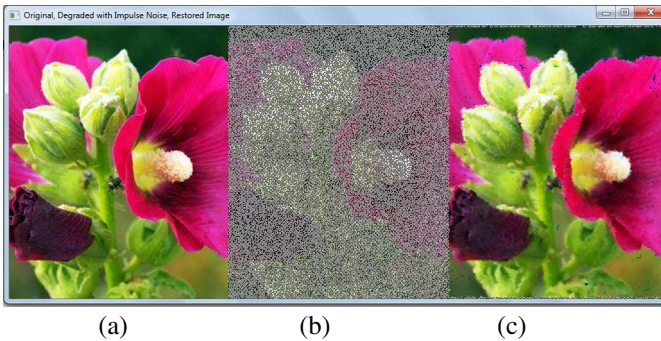 Original, Degraded with Impulse Noise, Restored Image
(a) (b) (c)